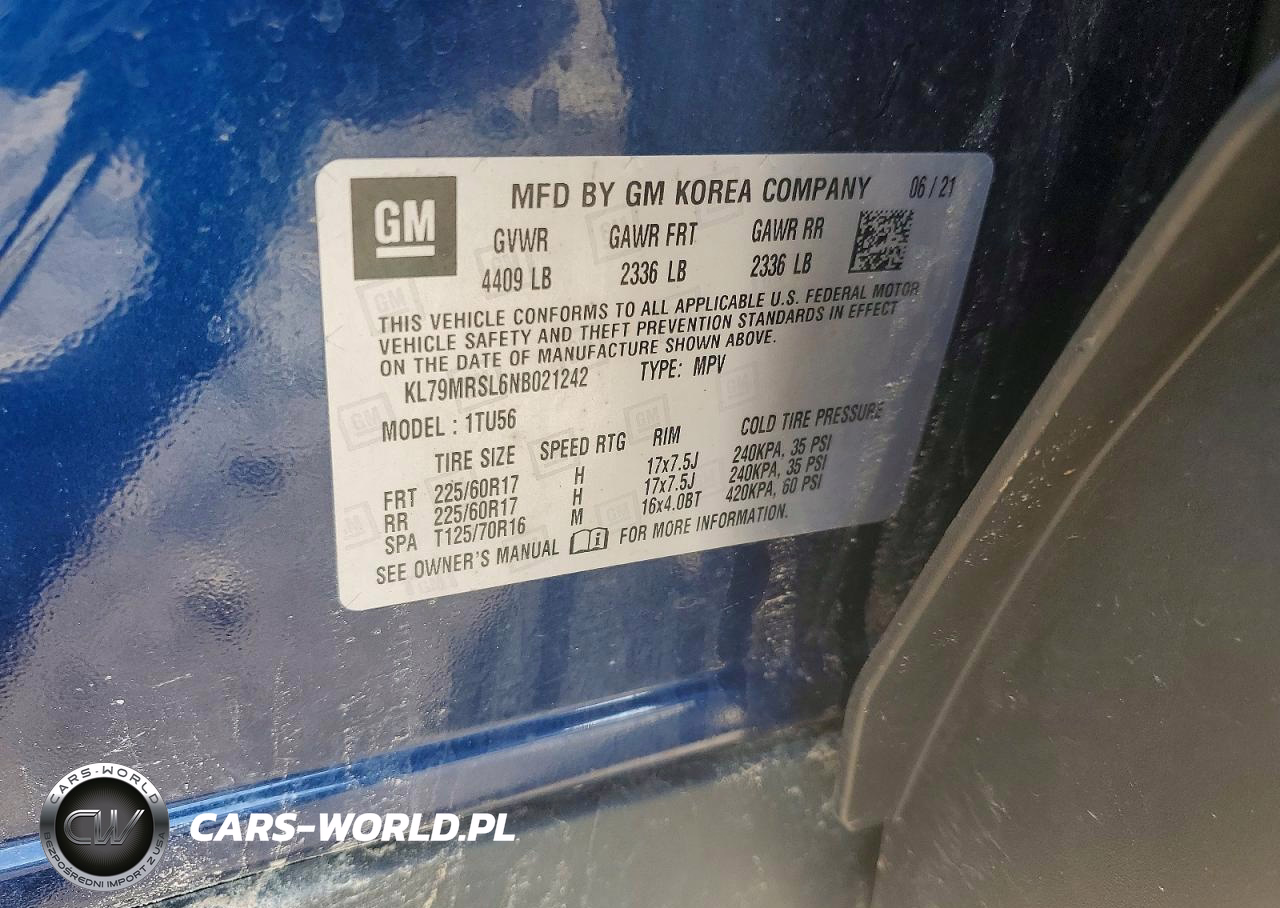 GM
MFD BY GM KOREA COMPANY 06 / 21
GVWR GAWR FRT GAWR RR
4409 LB 2336 LB 2336 LB
THIS VEHICLE CONFORMS TO ALL APPLICABLE U.S. FEDERAL MOTOR
VEHICLE SAFETY AND THEFT PREVENTION STANDARDS IN EFFECT
ON THE DATE OF MANUFACTURE SHOWN ABOVE.
KL79MRSL6NB021242 TYPE: MPV
MODEL : 1TU56
TIRE SIZE SPEED RTG RIM COLD TIRE PRESSURE
FRT 225/60R17 H 17x7.5J 240KPA, 35 PSI
RR 225/60R17 H 17x7.5J 240KPA, 35 PSI
SPA T125/70R16 M 16x4.0BT 420KPA, 60 PSI
SEE OWNER'S MANUAL FOR MORE INFORMATION.
CARS-WORLD
CW
BEZPOŚREDNI IMPORT Z USA
CARS-WORLD.PL